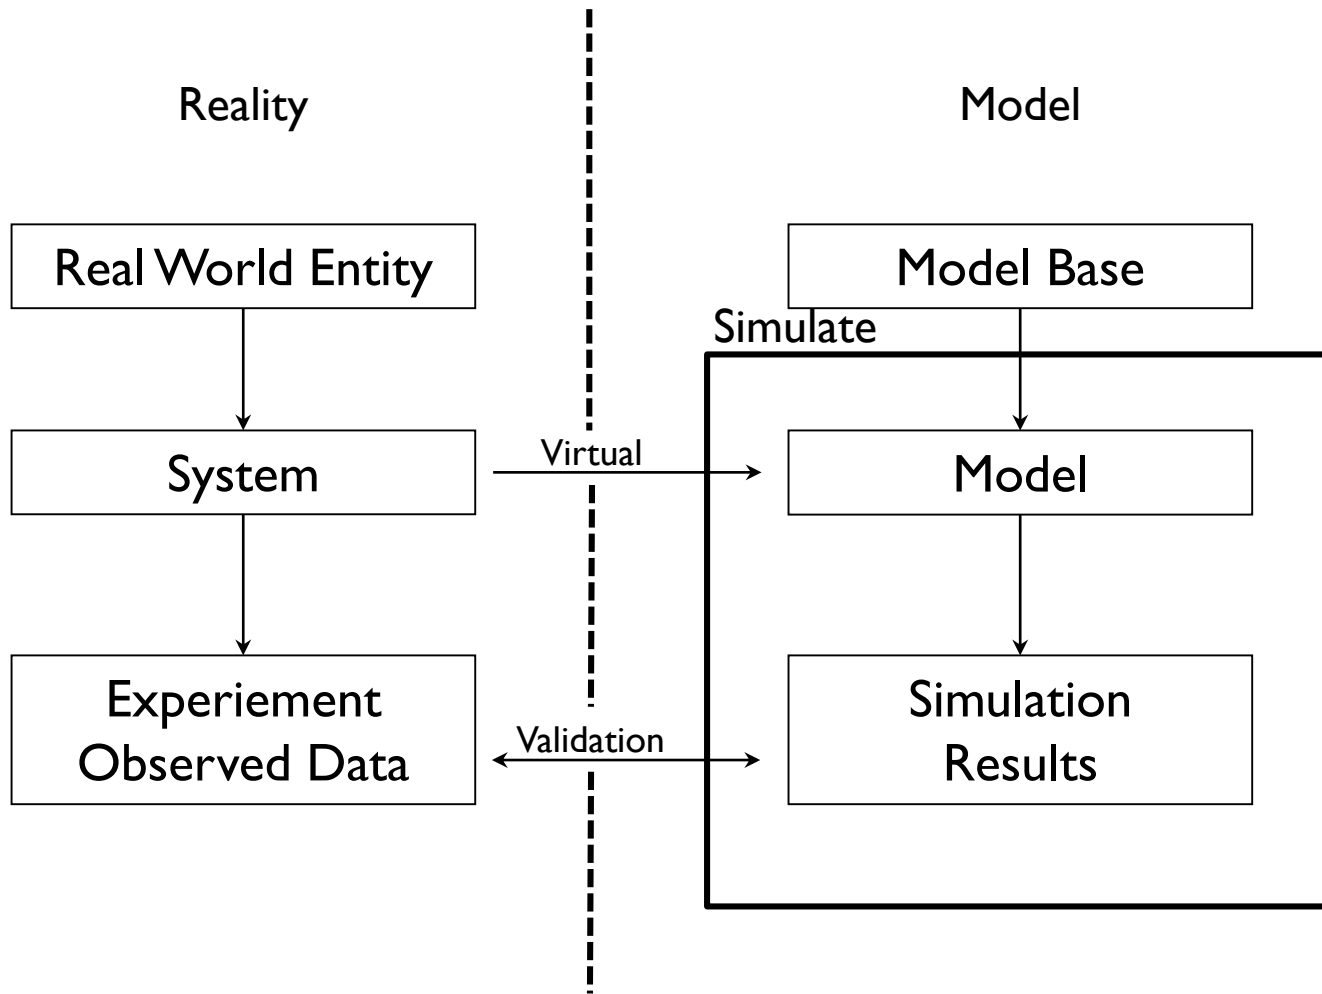 Reality
Model
Real World Entity
Model Base
Simulate
System
Virtual
Model
Experiement
Observed Data
Validation
Simulation
Results